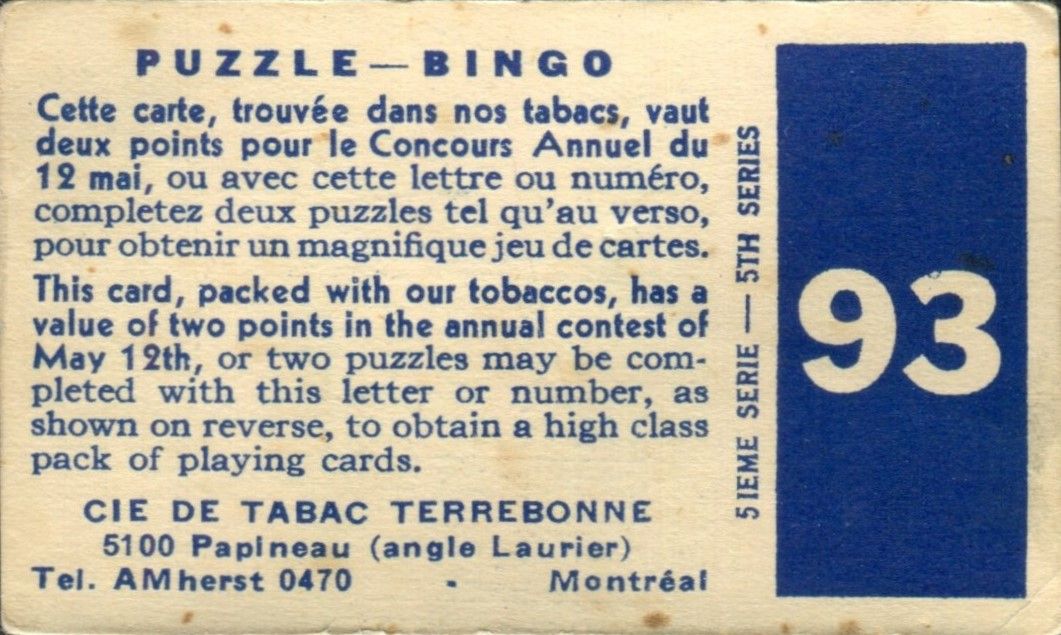 PUZZLE — BINGO
Cette carte, trouvée dans nos tabacs, vaut
deux points pour le Concours Annuel du
12 mai, ou avec cette lettre ou numéro,
completez deux puzzles tel qu'au verso,
pour obtenir un magnifique jeu de cartes.
This card, packed with our tobaccos, has a
value of two points in the annual contest of
May 12th, or two puzzles may be com-
pleted with this letter or number, as
shown on reverse, to obtain a high class
pack of playing cards.
CIE DE TABAC TERREBONNE
5100 Papineau (angle Laurier)
Tel. AMherst 0470 - Montréal
5IEME SERIE — 5TH SERIES
93